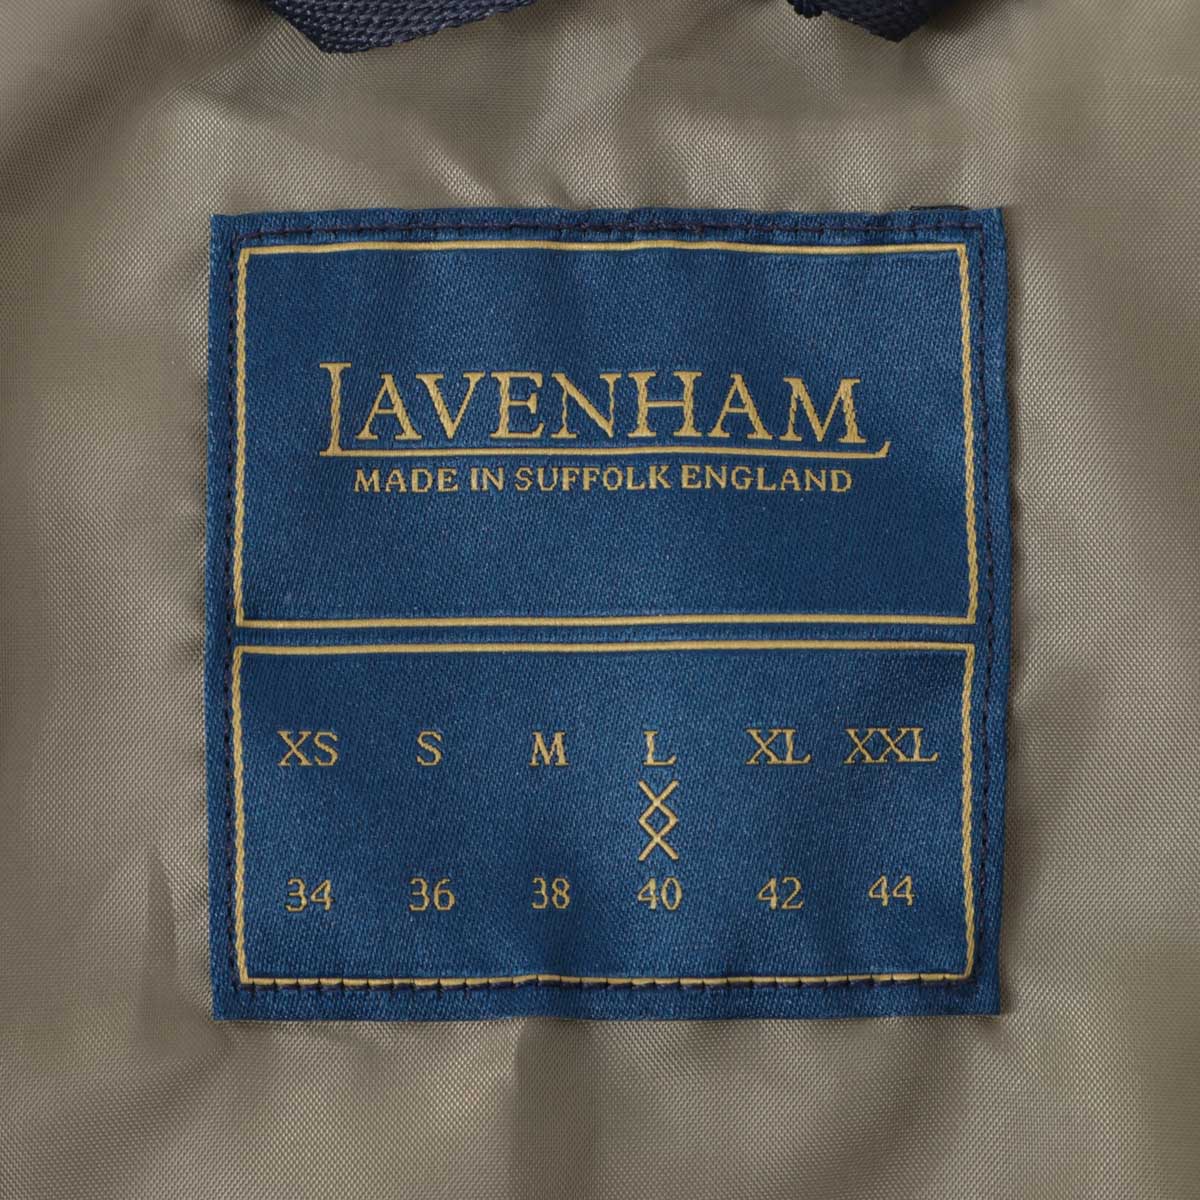 LAVENHAM
MADE IN SUFFOLK ENGLAND
XS S M L XL XXL
34 36 38 40 42 44